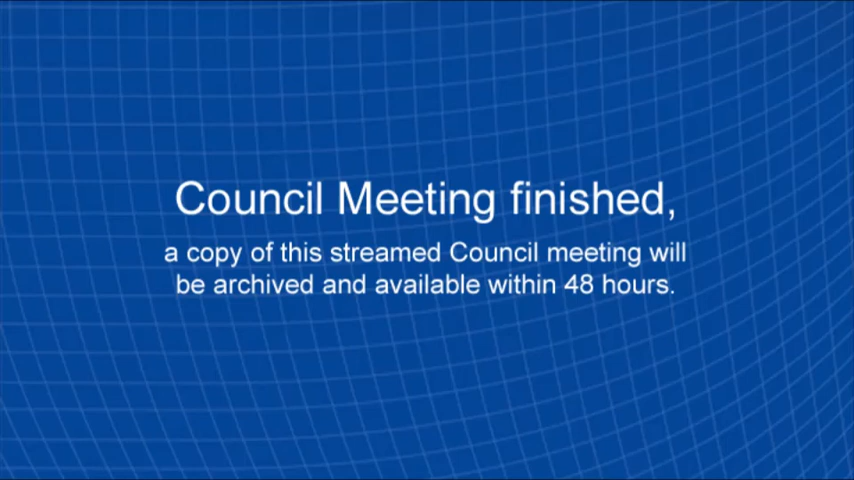 Council Meeting finished,
a copy of this streamed Council meeting will
be archived and available within 48 hours.